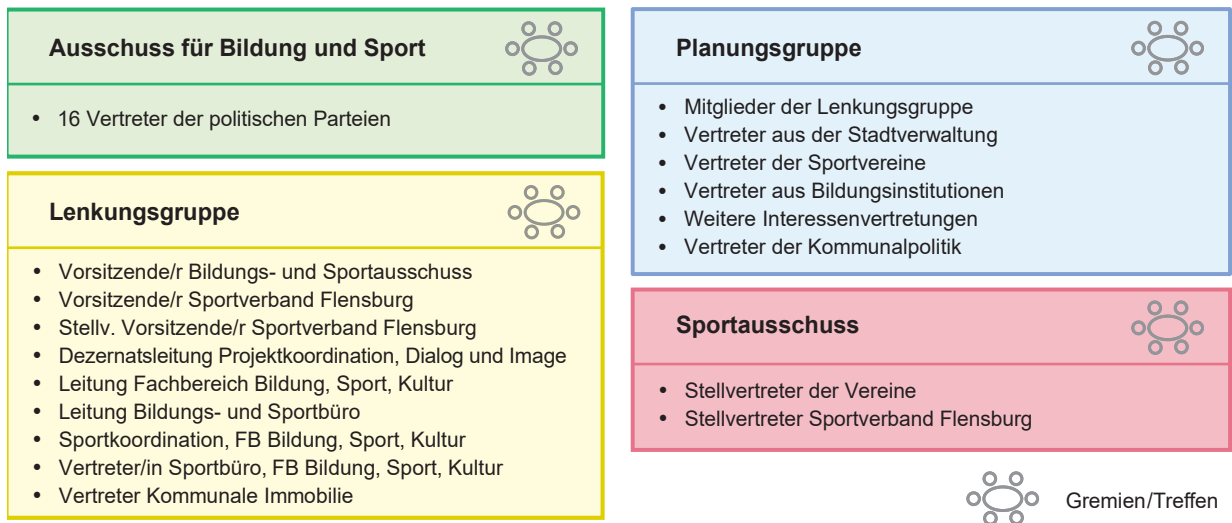 Ausschuss für Bildung und Sport
• 16 Vertreter der politischen Parteien
Lenkungsgruppe
• Vorsitzende/r Bildungs- und Sportausschuss
• Vorsitzende/r Sportverband Flensburg
• Stellv. Vorsitzende/r Sportverband Flensburg
• Dezernatsleitung Projektkoordination, Dialog und Image
• Leitung Fachbereich Bildung, Sport, Kultur
• Leitung Bildungs- und Sportbüro
• Sportkoordination, FB Bildung, Sport, Kultur
• Vertreter/in Sportbüro, FB Bildung, Sport, Kultur
• Vertreter Kommunale Immobilie
Planungsgruppe
• Mitglieder der Lenkungsgruppe
• Vertreter aus der Stadtverwaltung
• Vertreter der Sportvereine
• Vertreter aus Bildungsinstitutionen
• Weitere Interessenvertretungen
• Vertreter der Kommunalpolitik
Sportausschuss
• Stellvertreter der Vereine
• Stellvertreter Sportverband Flensburg
Gremien/Treffen